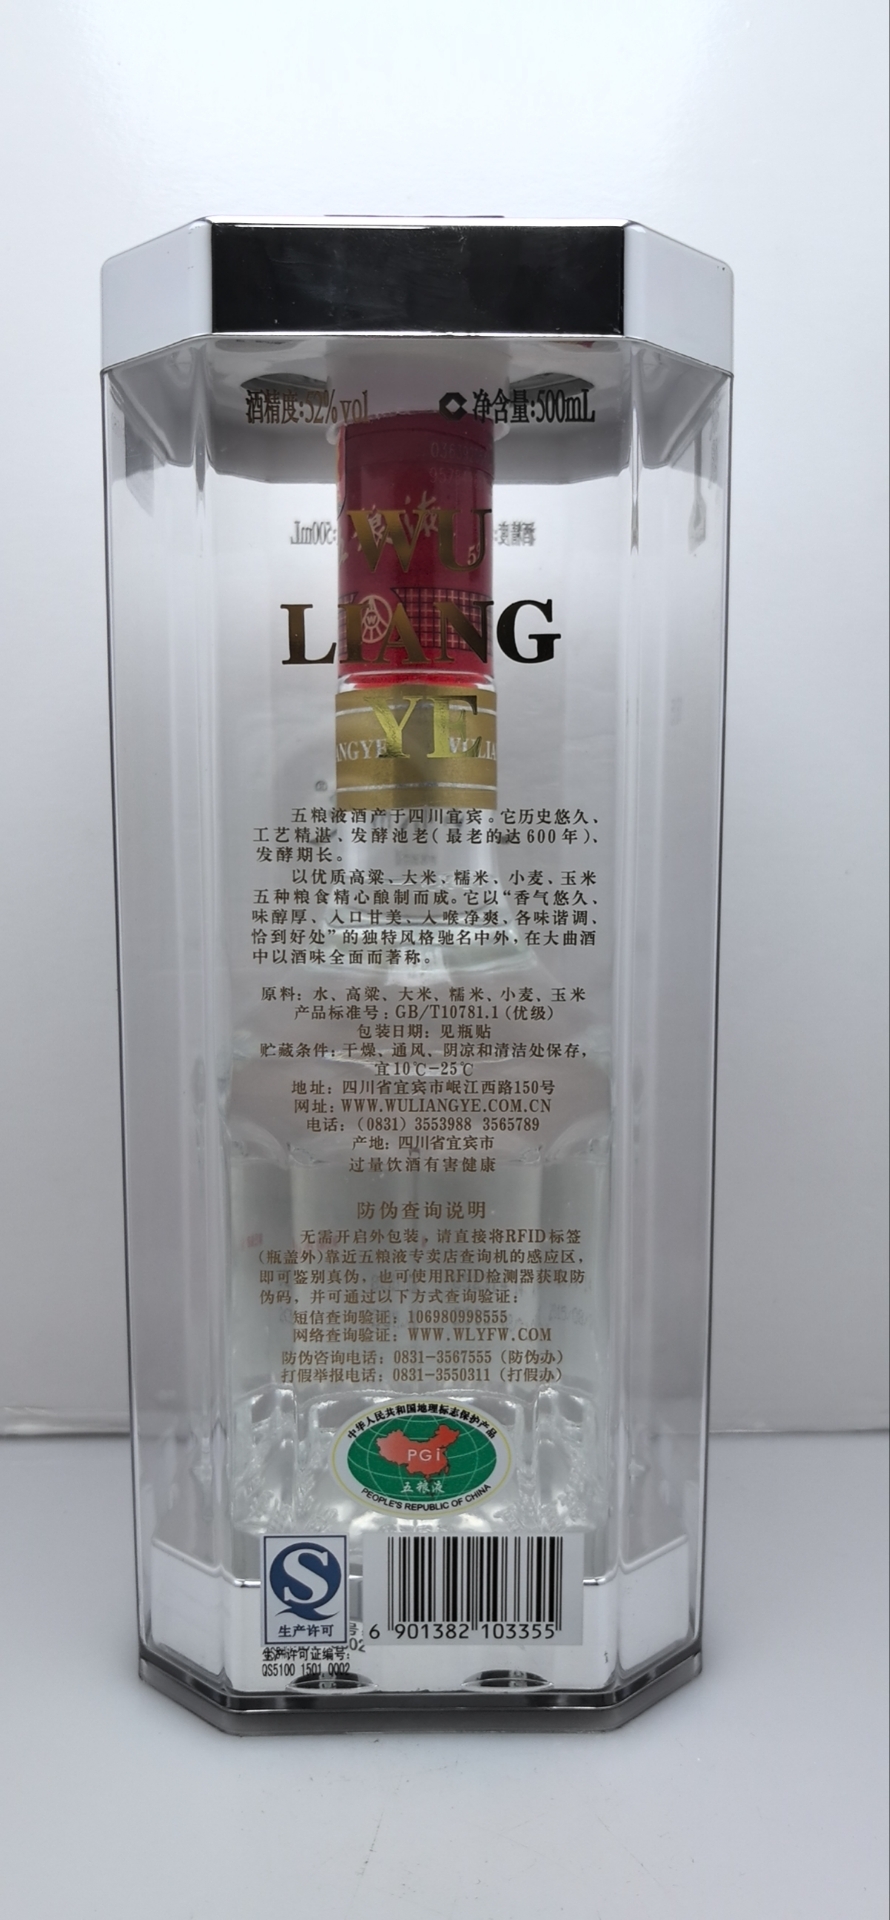 酒精度:52%vol 净含量:500mL
WU
LIANG
YE
五粮液酒产于四川宜宾。它历史悠久、
工艺精湛、发酵池老(最老的达600年)、
发酵期长。
以优质高粱、大米、糯米、小麦、玉米
五种粮食精心酿制而成。它以“香气悠久、
味醇厚、入口甘美、入喉净爽、各味谐调、
恰到好处”的独特风格驰名中外,在大曲酒
中以酒味全面而著称。
原料: 水、高粱、大米、糯米、小麦、玉米
产品标准号: GB/T10781.1 (优级)
包装日期: 见瓶贴
贮藏条件: 干燥、通风、阴凉和清洁处保存,
宜10℃-25℃
地址: 四川省宜宾市岷江西路150号
网址: WWW.WULIANGYE.COM.CN
电话: (0831) 3553988 3565789
产地: 四川省宜宾市
过量饮酒有害健康
防伪查询说明
无需开启外包装,请直接将RFID标签
(瓶盖外)靠近五粮液专卖店查询机的感应区,
即可鉴别真伪,也可使用RFID检测器获取防
伪码,并可通过以下方式查询验证:
短信查询验证: 106980998555
网络查询验证: WWW.WLYFW.COM
防伪咨询电话: 0831-3567555 (防伪办)
打假举报电话: 0831-3550311 (打假办)
中华人民共和国地理标志保护产品
PGI
五粮液
PEOPLE'S REPUBLIC OF CHINA
S
生产许可
6 901382 103355
生产许可证编号:
QS5100 1501 0002